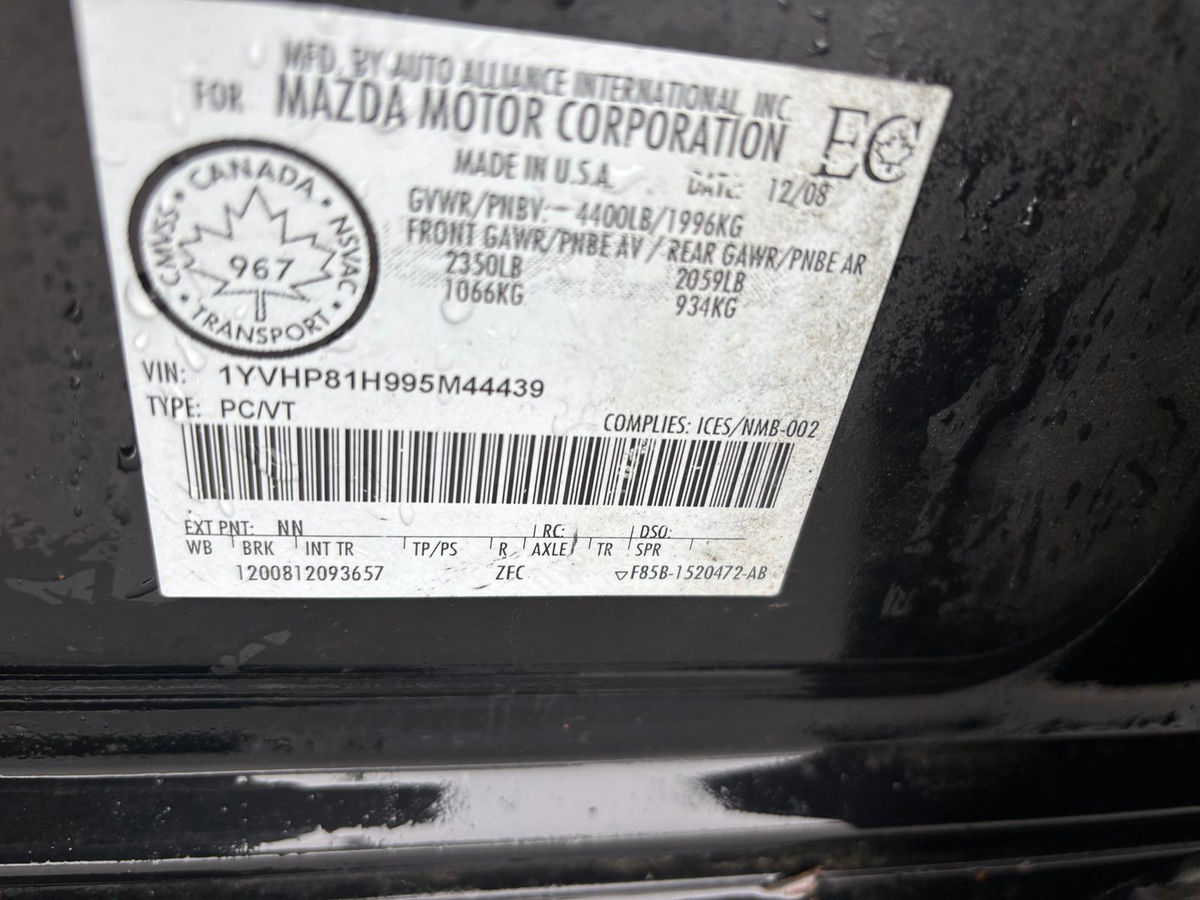 MFD. BY AUTO ALLIANCE INTERNATIONAL, INC
FOR MAZDA MOTOR CORPORATION
EC
MADE IN U.S.A. DATE: 12/08
GVWR/PNBV:- 4400LB/1996KG
FRONT GAWR/PNBE AV / REAR GAWR/PNBE AR
2350LB 2059LB
1066KG 934KG
CANADA
CMVSS • NSVAC
967
TRANSPORT
VIN: 1YVHP81H995M44439
TYPE: PC/VT
COMPLIES: ICES/NMB-002
EXT PNT: NN RC: DSO:
WB BRK INT TR TP/PS R AXLE TR SPR
1200812093657 ZFC ▽F85B-1520472-AB